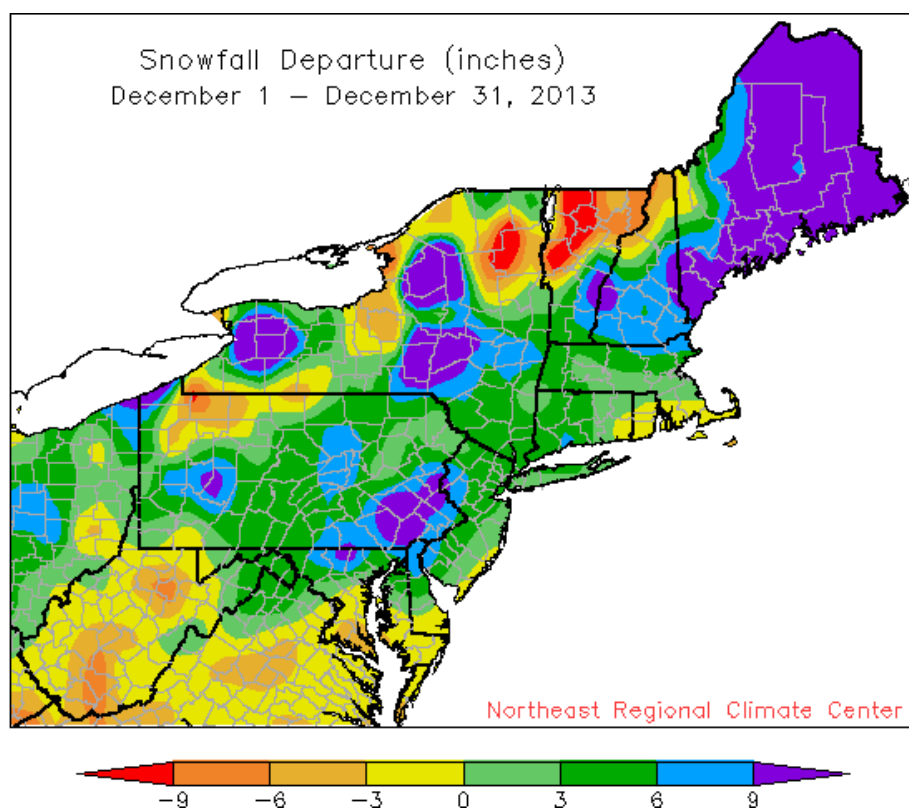 Snowfall Departure (inches)
December 1 – December 31, 2013
Northeast Regional Climate Center
-9 -6 -3 0 3 6 9